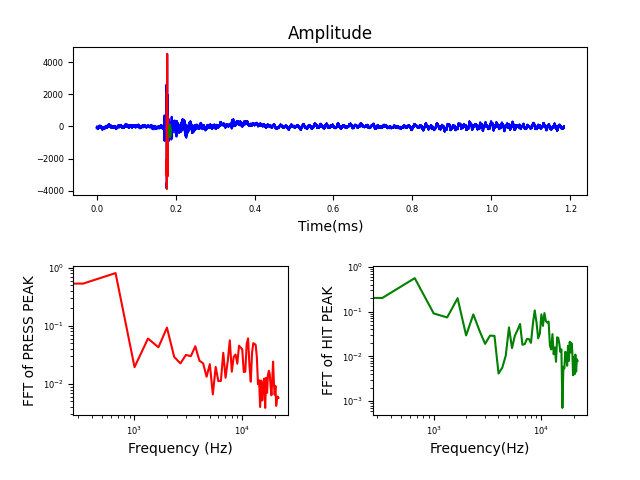 Amplitude
4000
2000
0
−2000
−4000
0.0 0.2 0.4 0.6 0.8 1.0 1.2
Time(ms)
FFT of PRESS PEAK
10⁰
10⁻¹
10⁻²
10³ 10⁴
Frequency (Hz)
FFT of HIT PEAK
10⁰
10⁻¹
10⁻²
10⁻³
10³ 10⁴
Frequency(Hz)